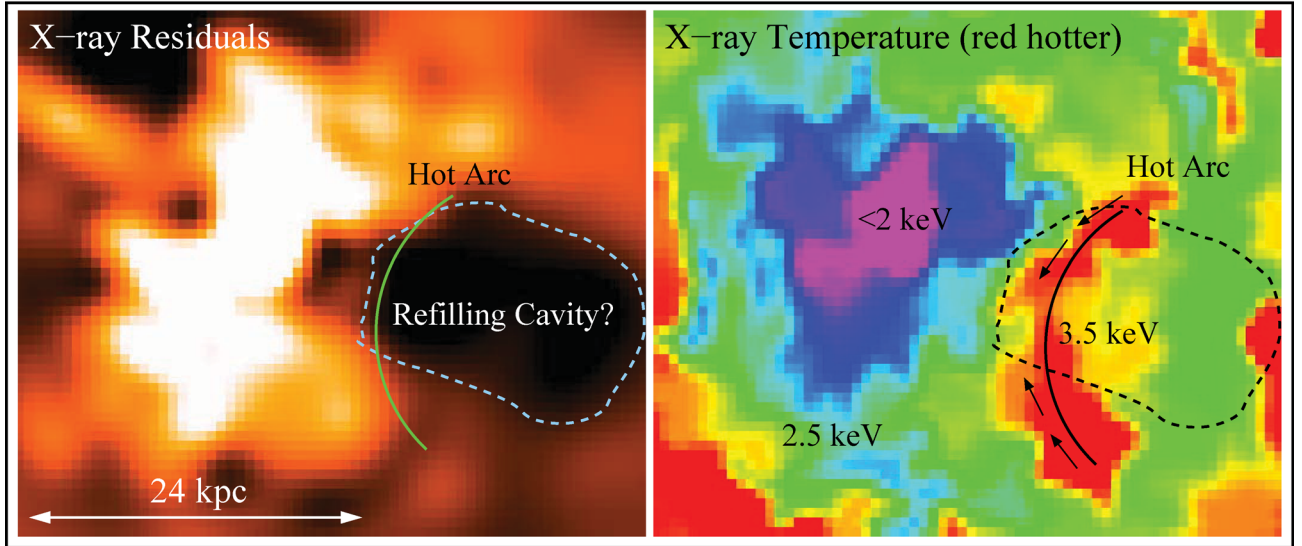 X−ray Residuals
Hot Arc
Refilling Cavity?
24 kpc
X−ray Temperature (red hotter)
Hot Arc
<2 keV
3.5 keV
2.5 keV